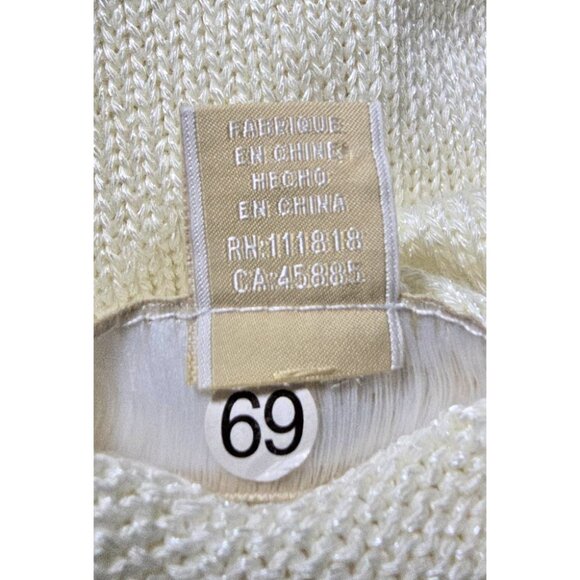 FABRIQUE
EN CHINE
HECHO
EN CHINA
RN:111818
CA:45885
69